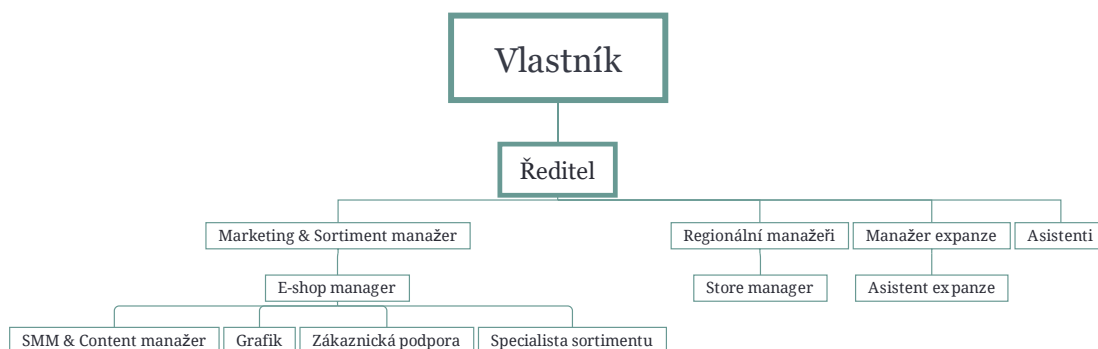 Vlastník
Ředitel
Marketing & Sortiment manažer
Regionální manažeři
Manažer expanze
Asistenti
E-shop manager
Store manager
Asistent expanze
SMM & Content manažer
Grafik
Zákaznická podpora
Specialista sortimentu